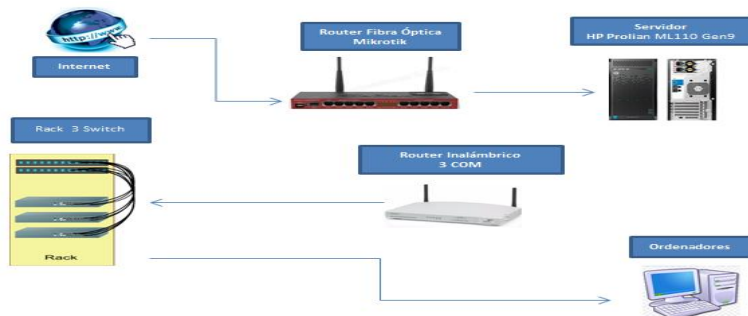 http://www
Internet
Router Fibra Óptica
Mikrotik
Servidor
HP Prolian ML110 Gen9
Rack 3 Switch
Router Inalámbrico
3 COM
Rack
Ordenadores